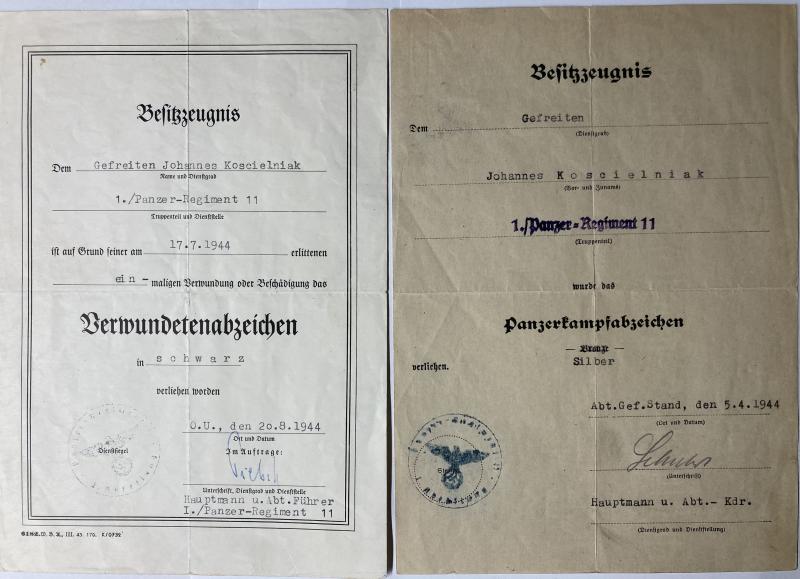 Besitzzeugnis
Dem Gefreiten Johannes Koscielniak
Name und Dienstgrad
1./Panzer-Regiment 11
Truppenteil und Dienststelle
ist auf Grund seiner am 17.7.1944 erlittenen
ein - maligen Verwundung oder Beschädigung das
Verwundetenabzeichen
in schwarz
verliehen worden
Dienstsiegel
O.U., den 20.8.1944
Ort und Datum
Im Auftrage:
Unterschrift, Dienstgrad und Dienststelle
Hauptmann u. Abt.Führer
I./Panzer-Regiment 11
Besitzzeugnis
Dem Gefreiten
(Dienstgrad)
Johannes Koscielniak
(Vor- und Zuname)
1./Panzer-Regiment 11
(Truppenteil)
wurde das
Panzerkampfabzeichen
— Bronze —
Silber
verliehen.
Abt.Gef.Stand, den 5.4.1944
(Ort und Datum)
(Unterschrift)
Hauptmann u. Abt.- Kdr.
(Dienstgrad und Dienststellung)